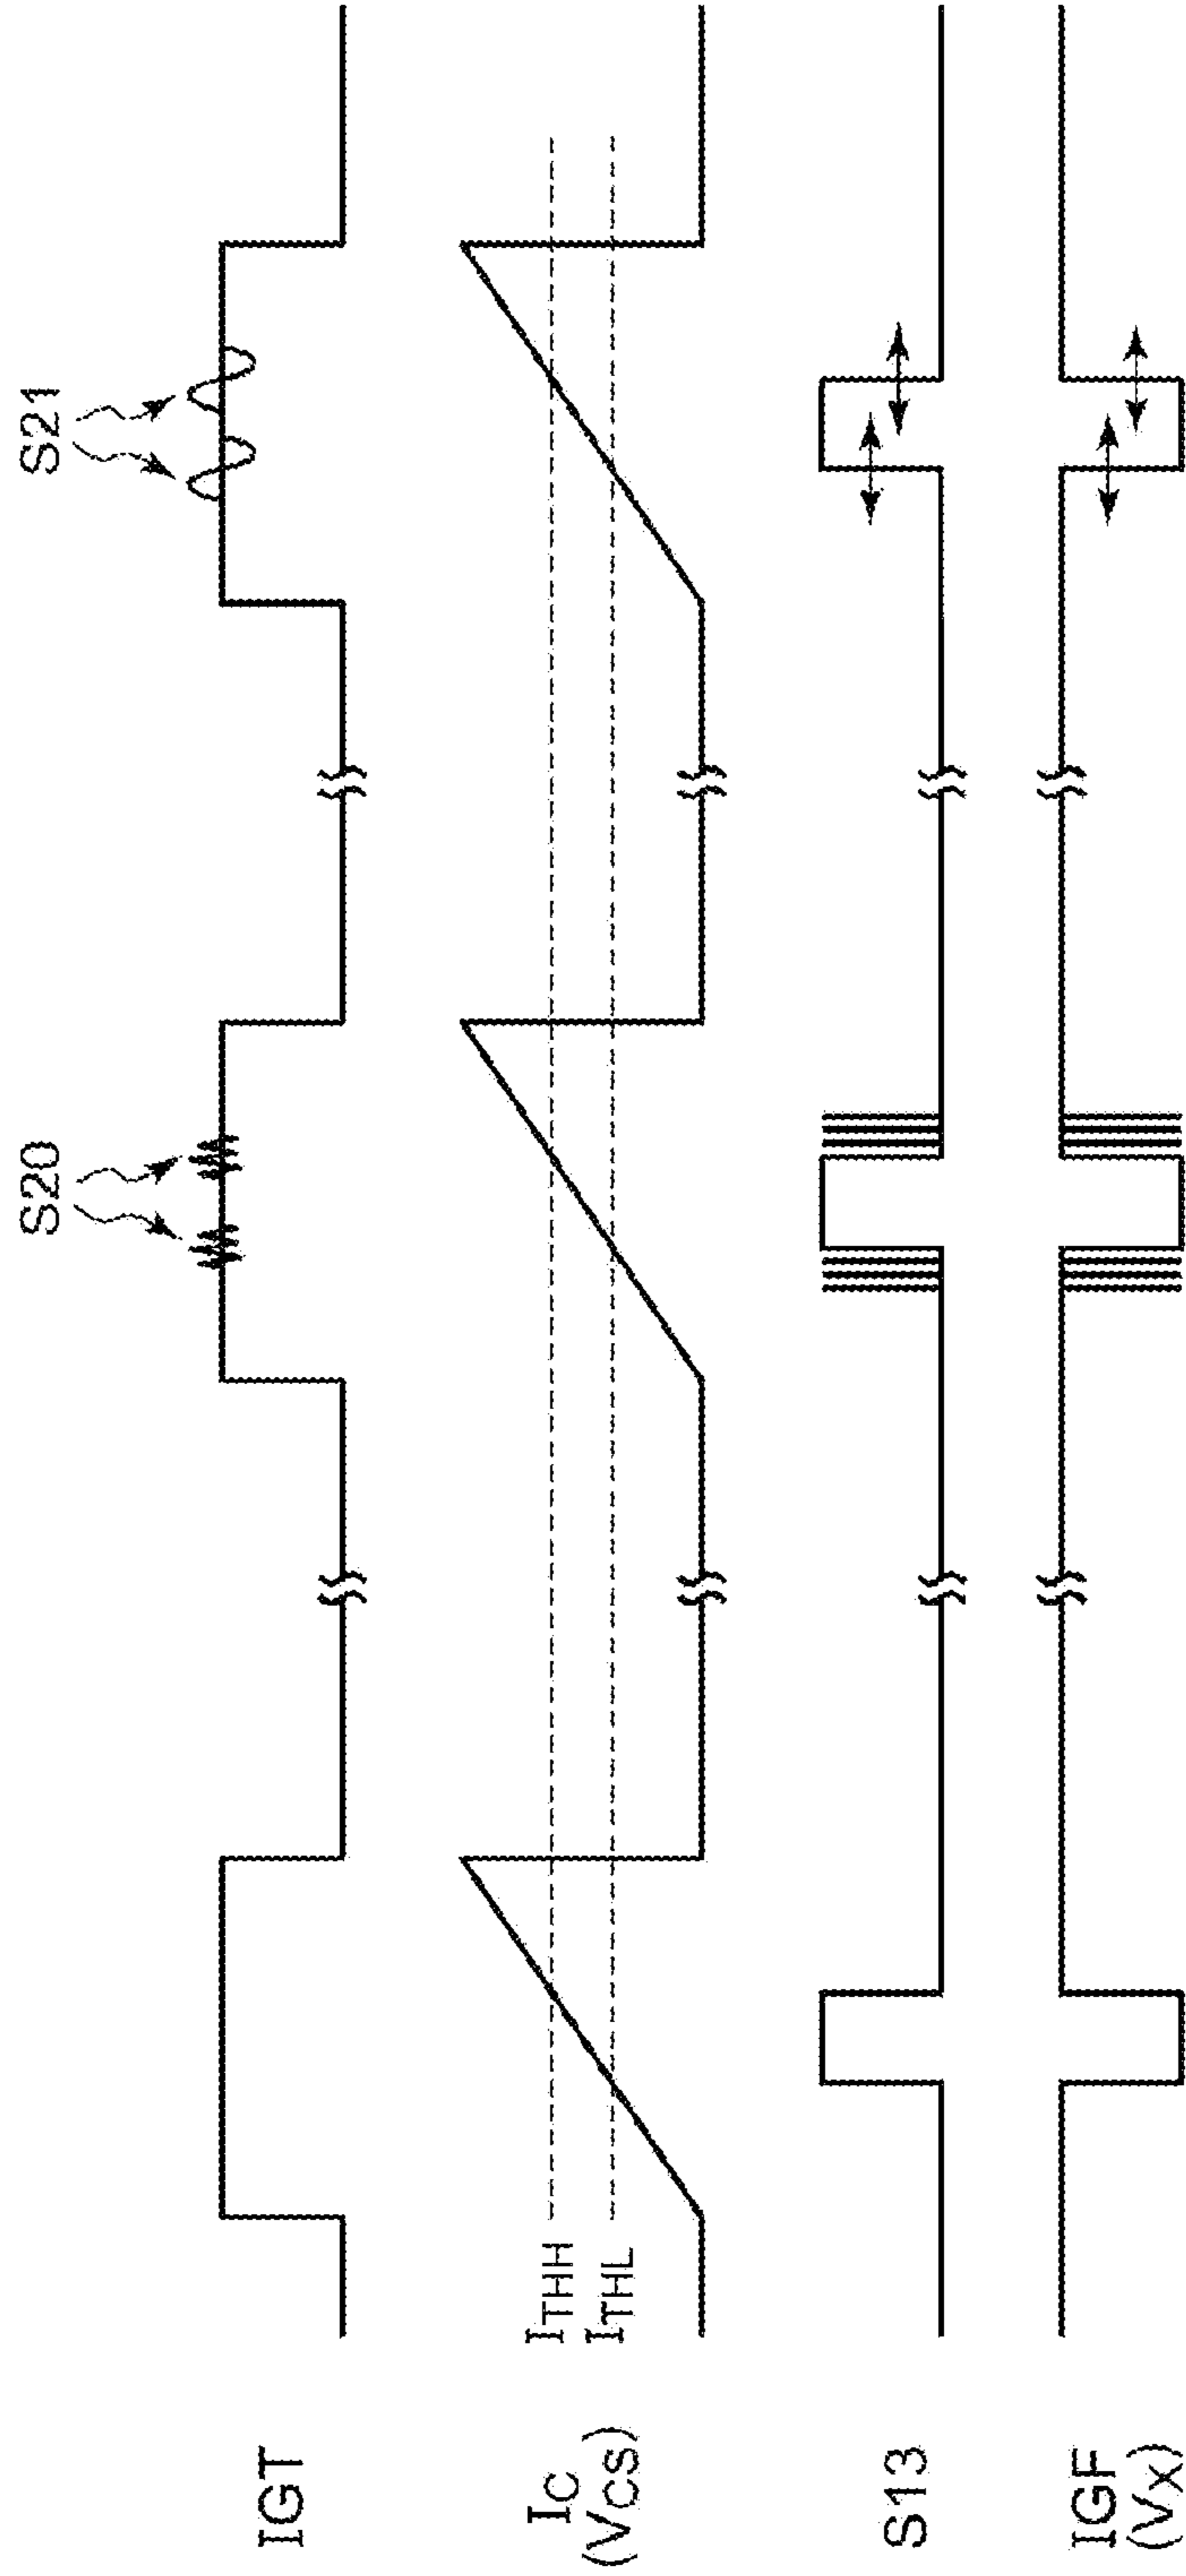 S20
S21
IGT
I_THH
I_THL
I_C
(V_CS)
S13
IGF
(V_X)